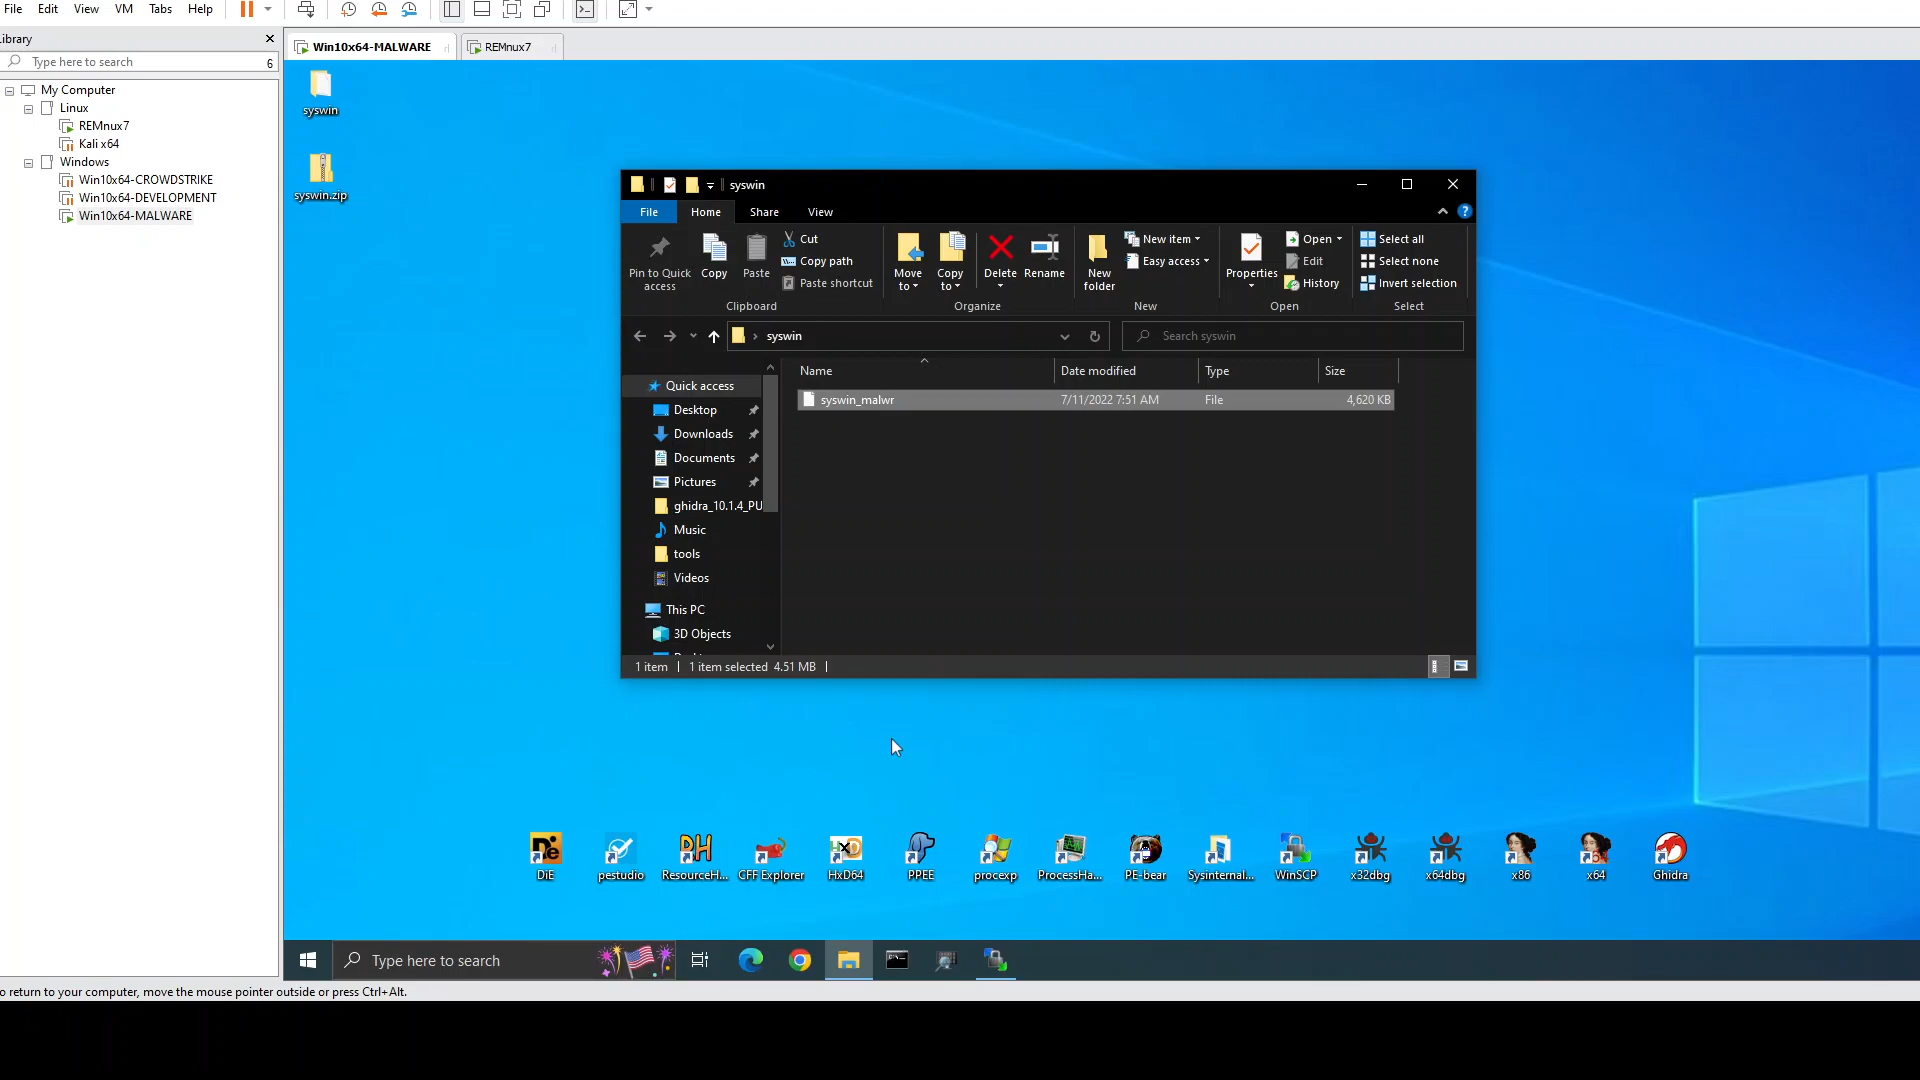 File Edit View VM Tabs Help
Library
Type here to search 6
My Computer
Linux
REMnux7
Kali x64
Windows
Win10x64-CROWDSTRIKE
Win10x64-DEVELOPMENT
Win10x64-MALWARE
Win10x64-MALWARE REMnux7
syswin
syswin.zip
syswin
File Home Share View
Pin to Quick access
Copy
Paste
Cut
Copy path
Paste shortcut
Clipboard
Move to
Copy to
Delete
Rename
Organize
New folder
New item
Easy access
New
Properties
Open
Edit
History
Open
Select all
Select none
Invert selection
Select
syswin
Search syswin
Name Date modified Type Size
syswin_malwr 7/11/2022 7:51 AM File 4,620 KB
Quick access
Desktop
Downloads
Documents
Pictures
ghidra_10.1.4_PU
Music
tools
Videos
This PC
3D Objects
1 item 1 item selected 4.51 MB
DiE pestudio ResourceH... CFF Explorer HxD64 PPEE procexp ProcessHa... PE-bear Sysinternal... WinSCP x32dbg x64dbg x86 x64 Ghidra
Type here to search
o return to your computer, move the mouse pointer outside or press Ctrl+Alt.